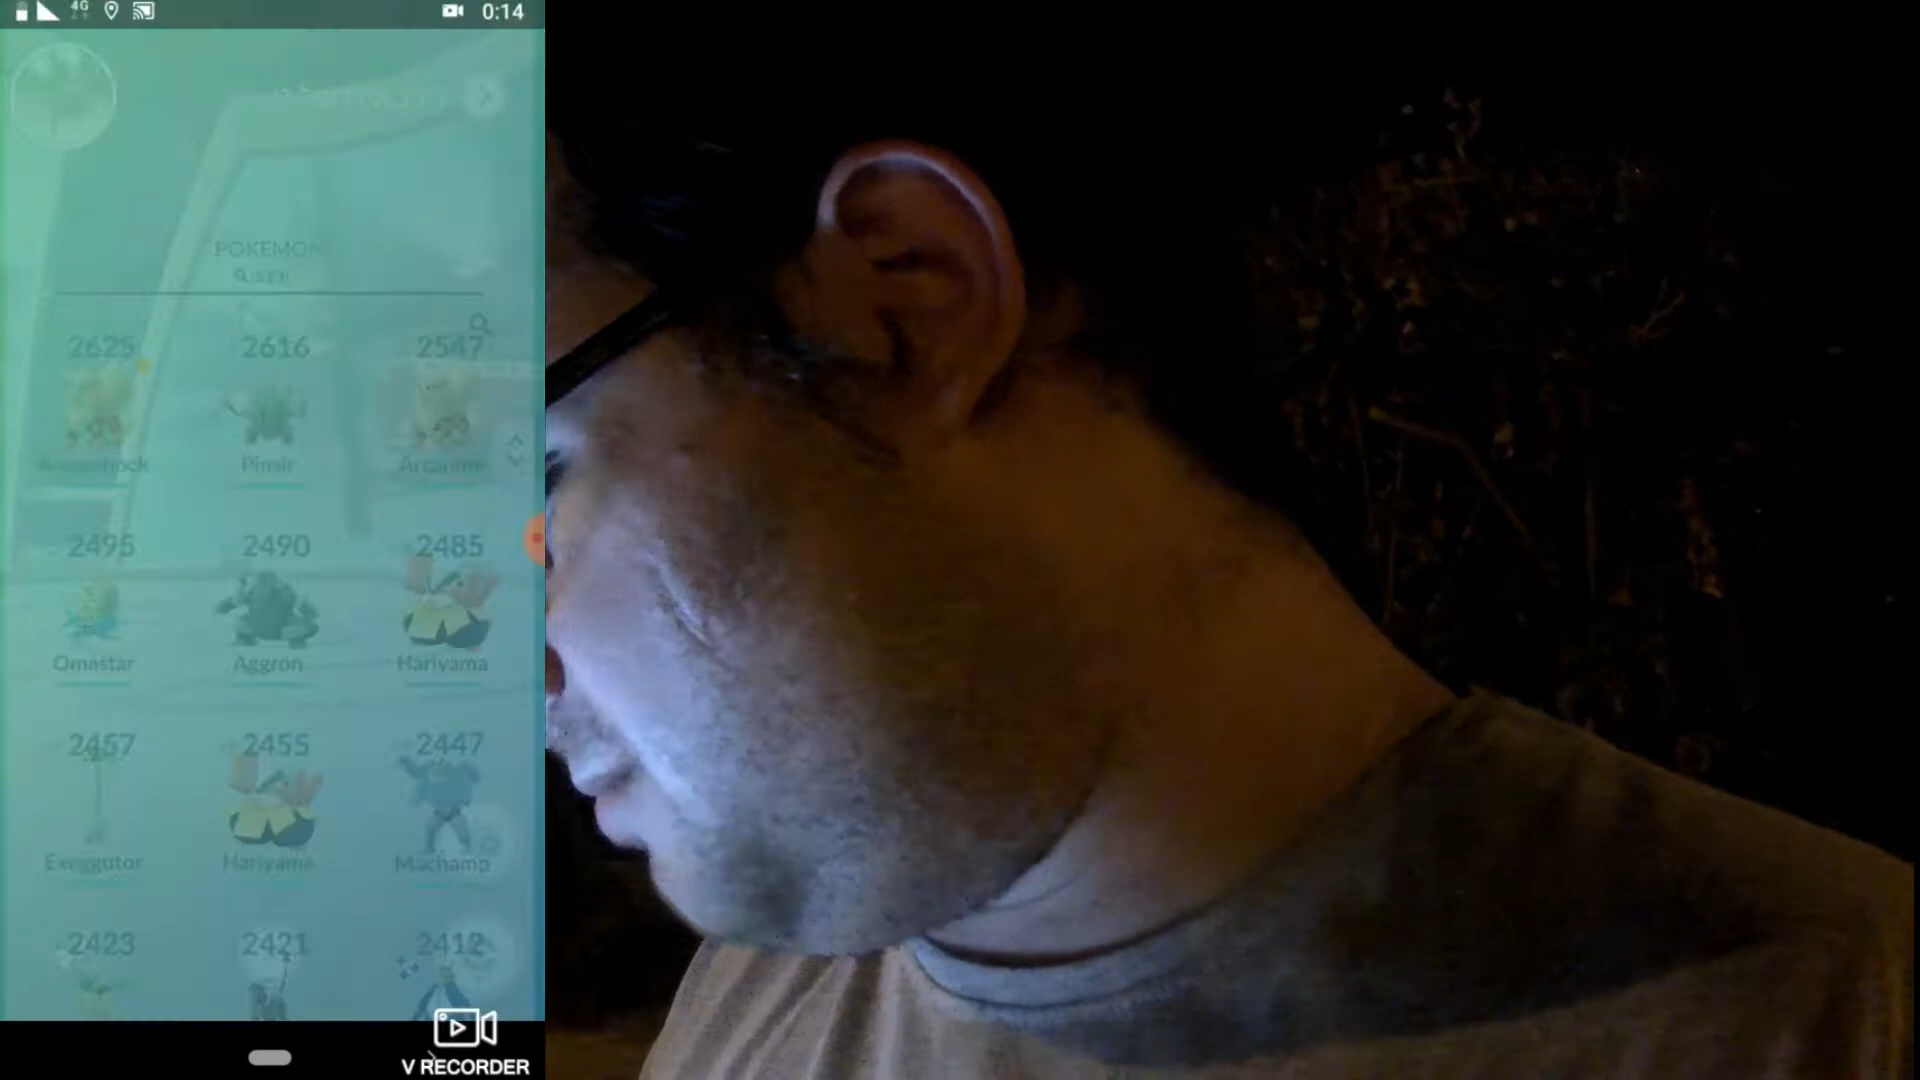 4G
0:14
POKEMON
2625 2616 2547
Pinsir
2495 2490 2485
Omastar Aggron Hariyama
2457 2455 2447
Exeggutor Hariyama Machamp
2423 2421 2412
V RECORDER